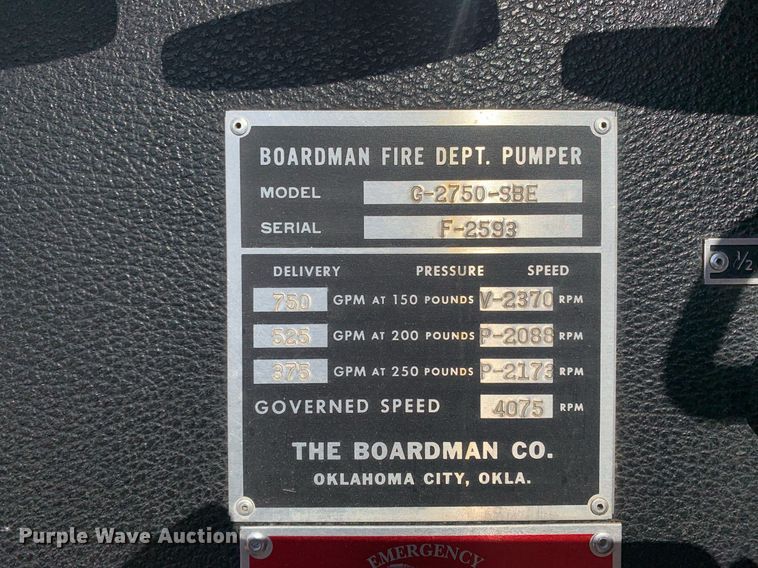 BOARDMAN FIRE DEPT. PUMPER
MODEL G-2750-SBE
SERIAL F-2593
DELIVERY PRESSURE SPEED
750 GPM AT 150 POUNDS V-2370 RPM
525 GPM AT 200 POUNDS P-2088 RPM
375 GPM AT 250 POUNDS P-2173 RPM
GOVERNED SPEED 4075 RPM
THE BOARDMAN CO.
OKLAHOMA CITY, OKLA.
1/2
Purple Wave Auction
EMERGENCY